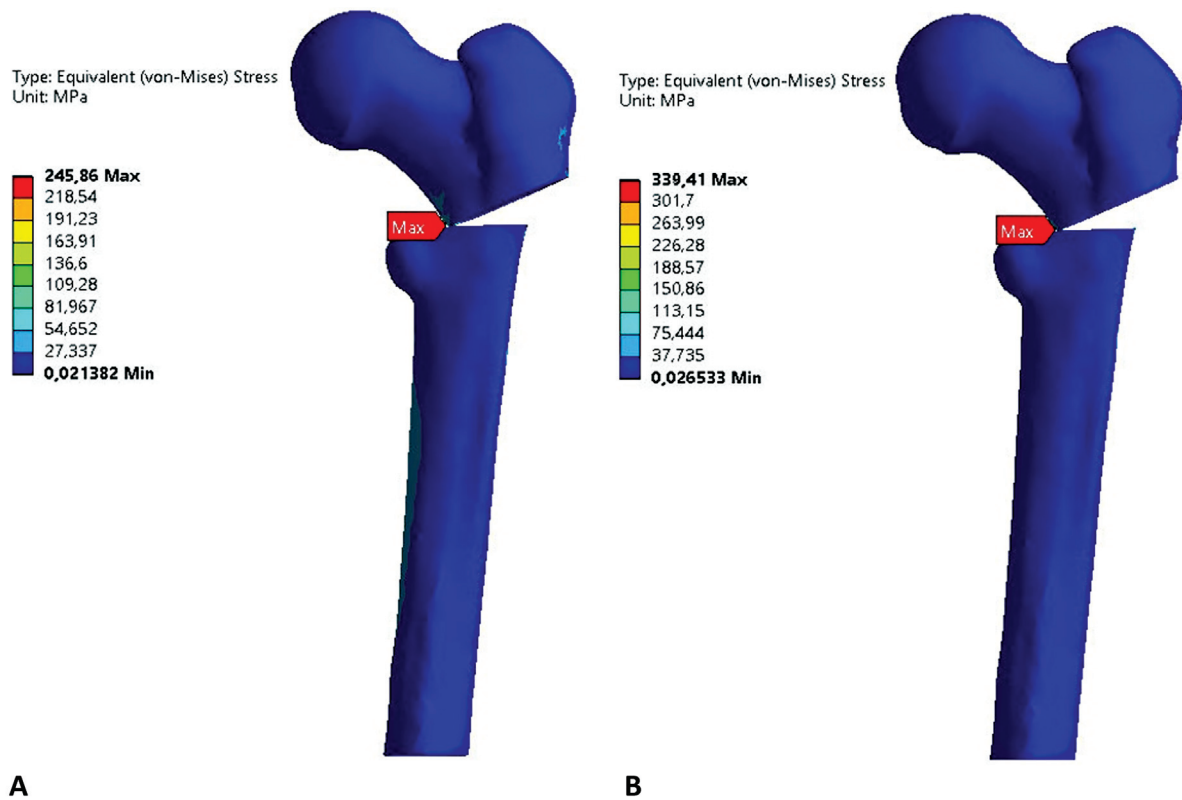 Type: Equivalent (von-Mises) Stress
Unit: MPa
245,86 Max
218,54
191,23
163,91
136,6
109,28
81,967
54,652
27,337
0,021382 Min
Max
A
Type: Equivalent (von-Mises) Stress
Unit: MPa
339,41 Max
301,7
263,99
226,28
188,57
150,86
113,15
75,444
37,735
0,026533 Min
Max
B